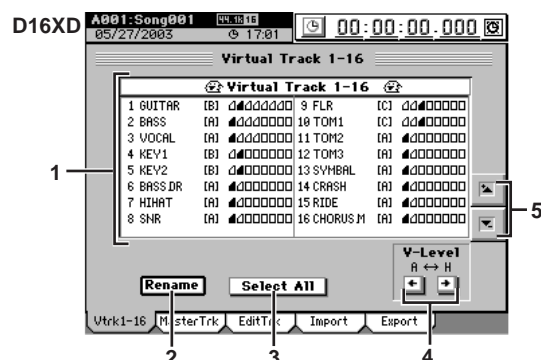 D16XD
A001:Song001 44.1k16
05/27/2003 17:01 00:00:00.000
Virtual Track 1-16
Virtual Track 1-16
1 GUITAR [B] 9 FLR [C]
2 BASS [A] 10 TOM1 [C]
3 VOCAL [A] 11 TOM2 [A]
4 KEY1 [B] 12 TOM3 [A]
5 KEY2 [B] 13 SYMBAL [A]
6 BASS.DR [A] 14 CRASH [A]
7 HIHAT [A] 15 RIDE [A]
8 SNR [A] 16 CHORUS.M [A]
1
5
V-Level
A ↔ H
Rename Select All
Vtrk1-16 MasterTrk EditTrk Import Export
2 3 4